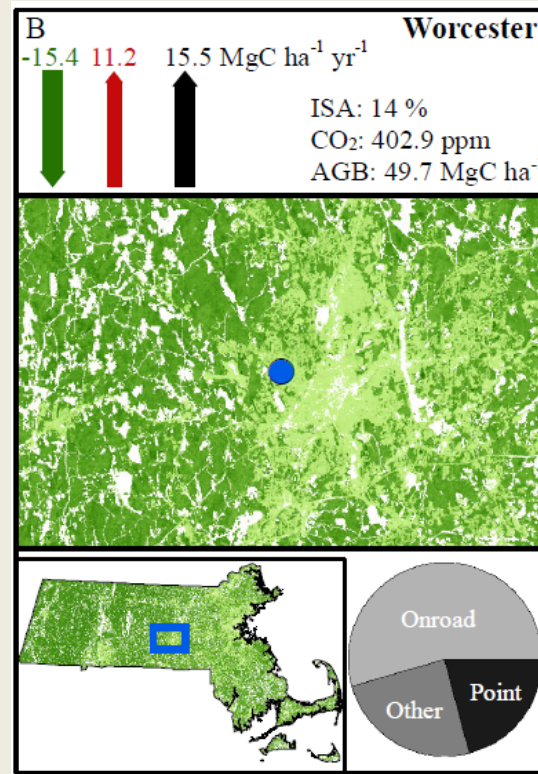 B Worcester
-15.4 11.2 15.5 MgC ha⁻¹ yr⁻¹
ISA: 14 %
CO₂: 402.9 ppm
AGB: 49.7 MgC ha⁻
Onroad
Other Point